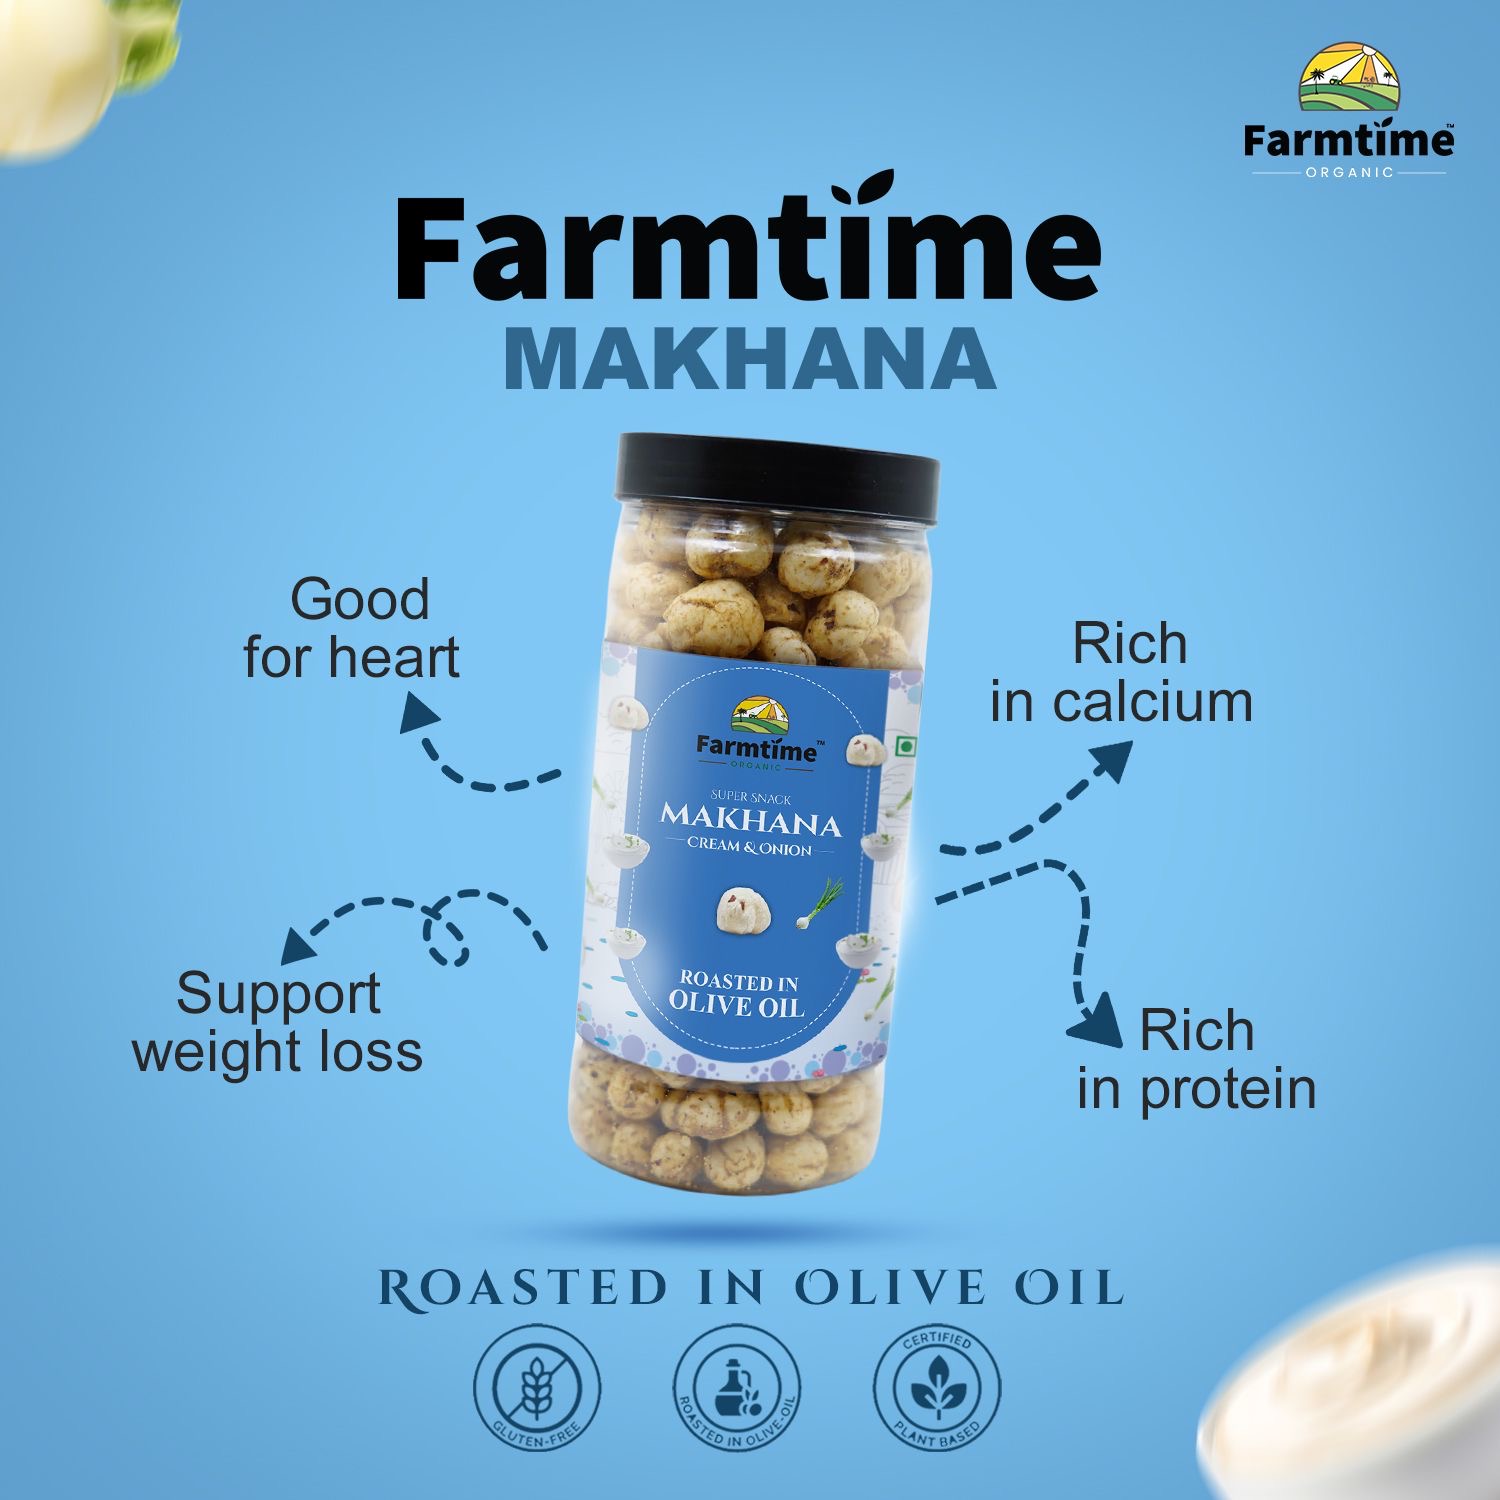 Farmtime™
ORGANIC
Farmtime
MAKHANA
Good
for heart
Rich
in calcium
Farmtime™
ORGANIC
SUPER SNACK
MAKHANA
CREAM & ONION
ROASTED IN
OLIVE OIL
Support
weight loss
Rich
in protein
ROASTED IN OLIVE OIL
GLUTEN-FREE
ROASTED IN OLIVE-OIL
CERTIFIED
PLANT BASED